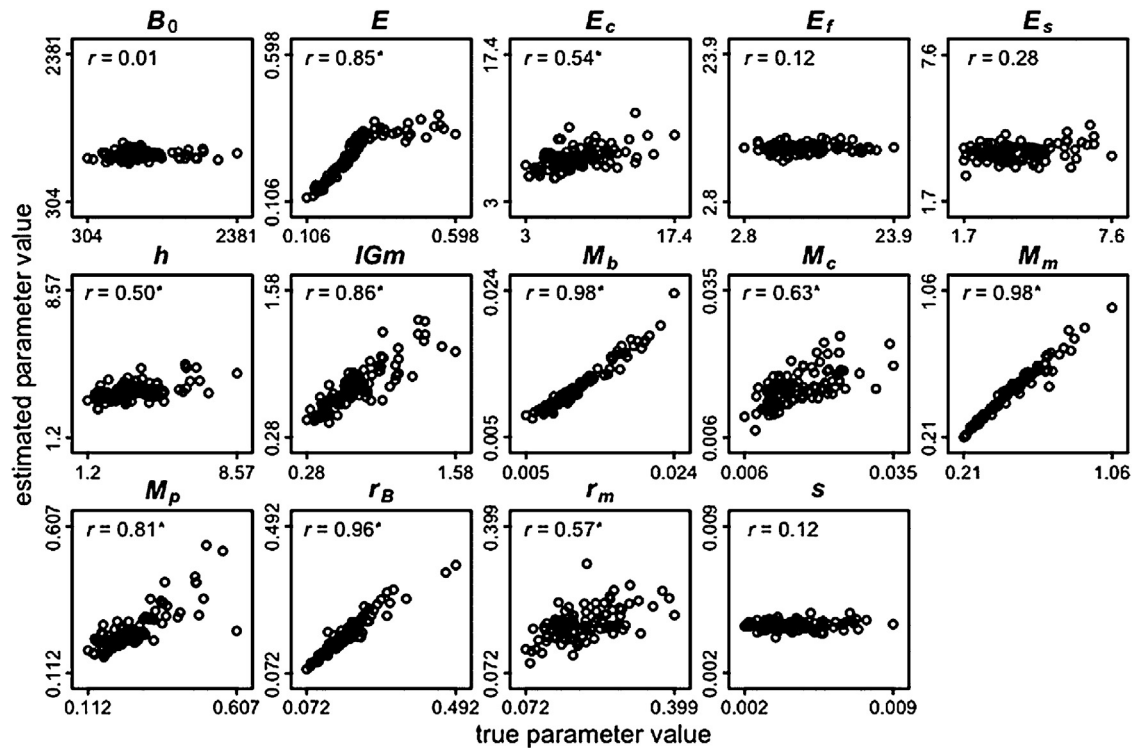 B0 E Ec Ef Es
2381 0.598 17.4 23.9 7.6
r = 0.01 r = 0.85* r = 0.54* r = 0.12 r = 0.28
304 0.106 3 2.8 1.7
304 2381 0.106 0.598 3 17.4 2.8 23.9 1.7 7.6
h IGm Mb Mc Mm
8.57 1.58 0.024 0.035 1.06
r = 0.50* r = 0.86* r = 0.98* r = 0.63* r = 0.98*
1.2 0.28 0.005 0.006 0.21
1.2 8.57 0.28 1.58 0.005 0.024 0.006 0.035 0.21 1.06
Mp rB rm s
0.607 0.492 0.399 0.009
r = 0.81* r = 0.96* r = 0.57* r = 0.12
0.112 0.072 0.072 0.002
0.112 0.607 0.072 0.492 0.072 0.399 0.002 0.009
estimated parameter value
true parameter value